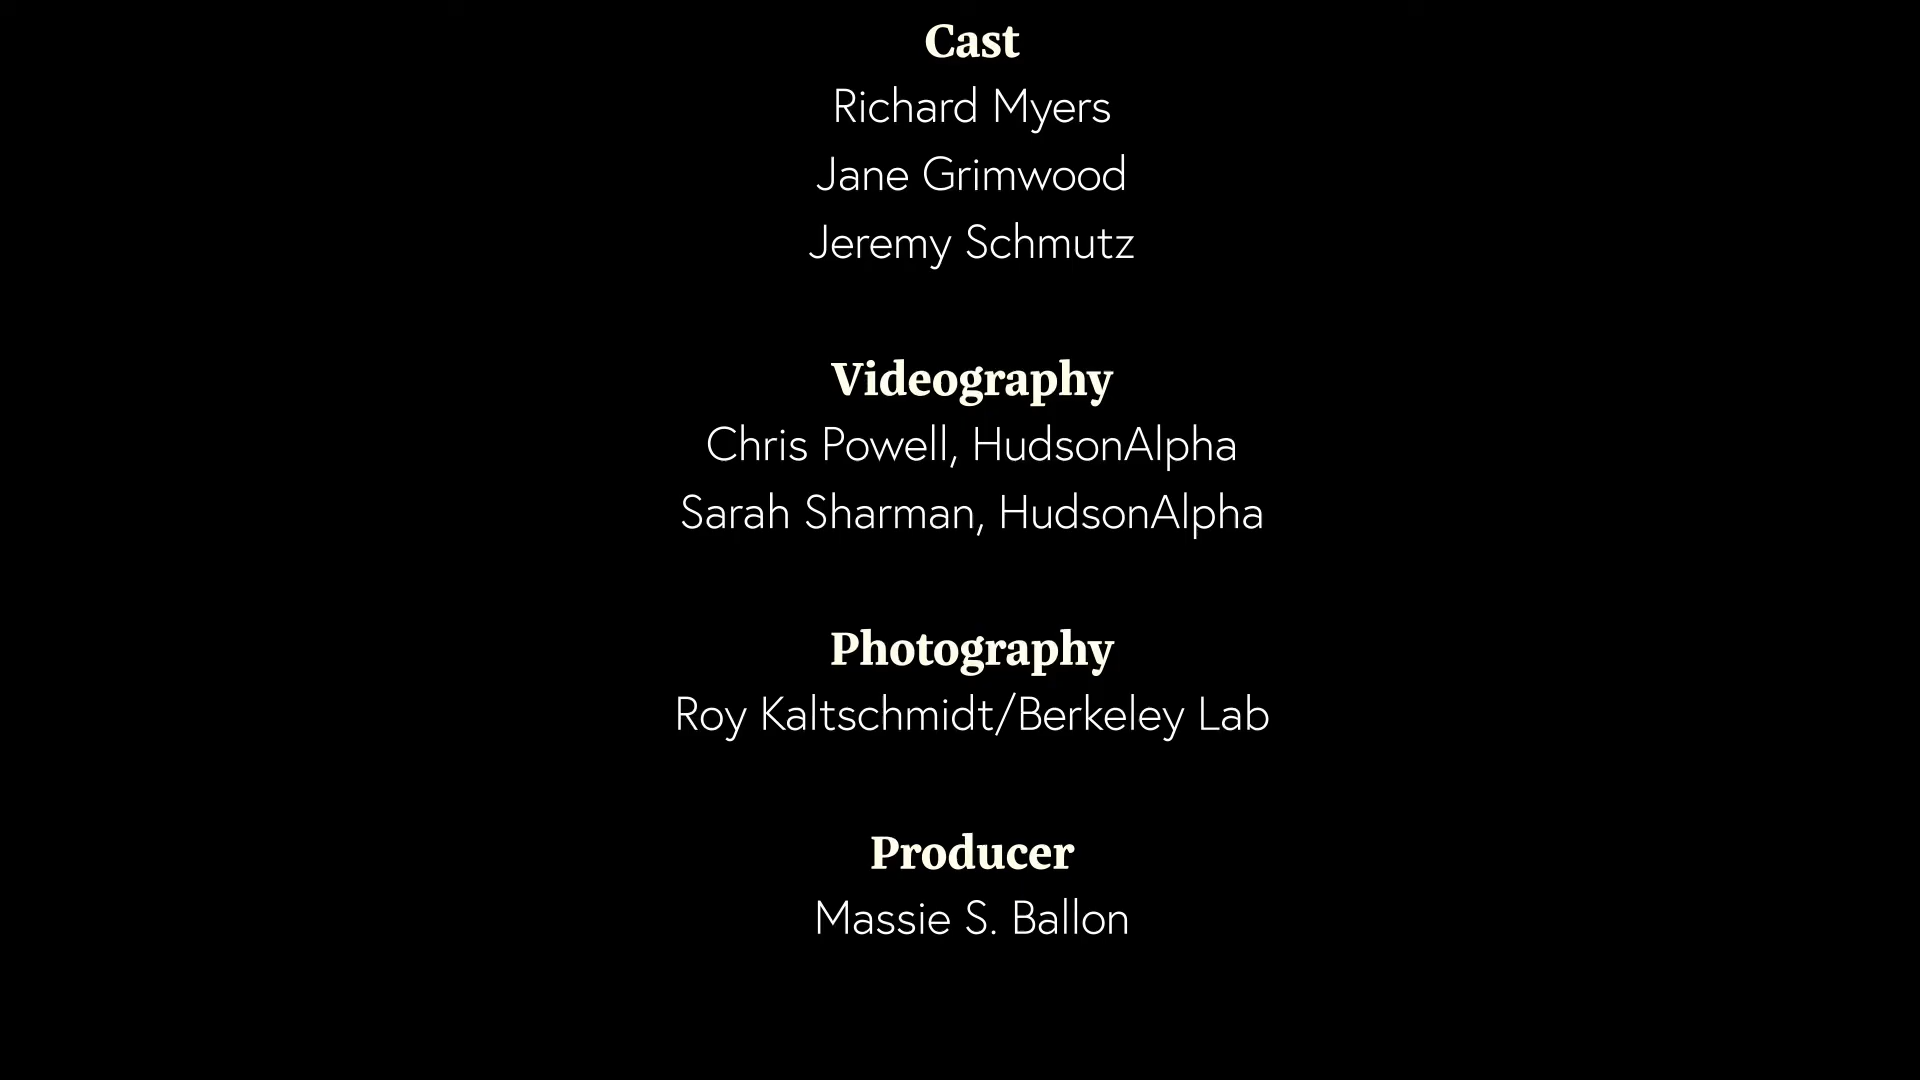 Cast
Richard Myers
Jane Grimwood
Jeremy Schmutz
Videography
Chris Powell, HudsonAlpha
Sarah Sharman, HudsonAlpha
Photography
Roy Kaltschmidt/Berkeley Lab
Producer
Massie S. Ballon